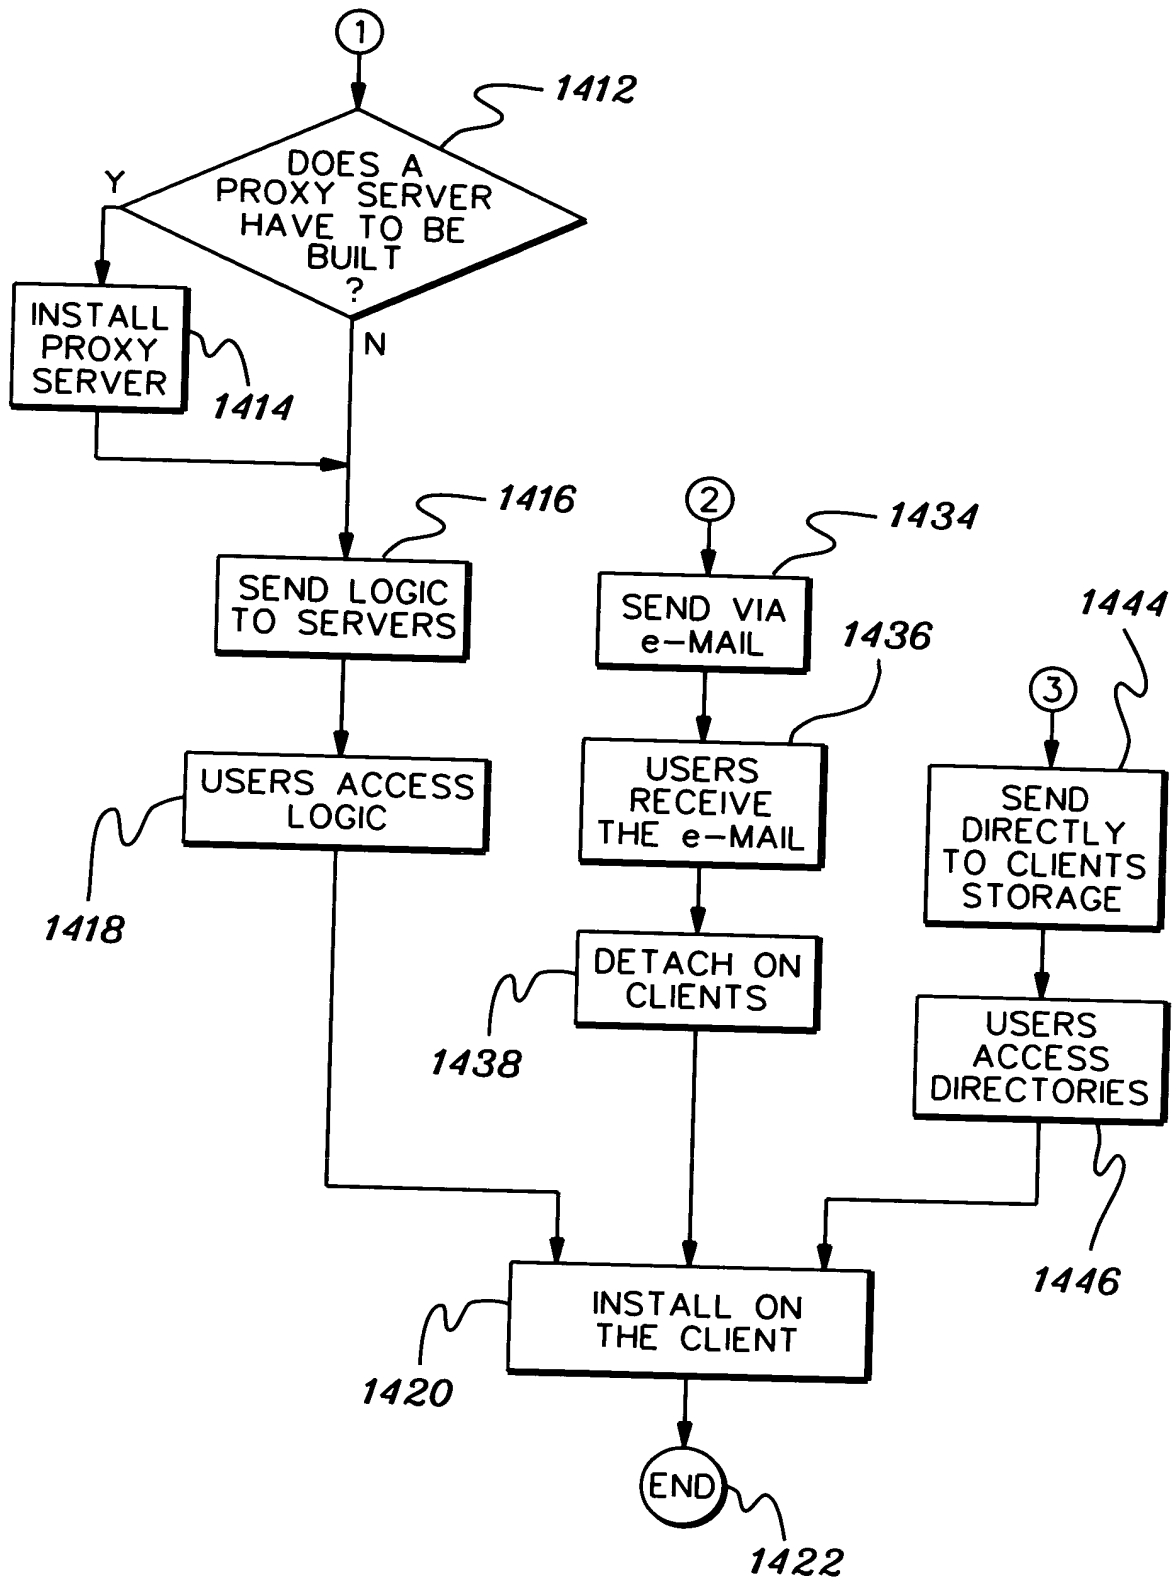 1
1412
DOES A
PROXY SERVER
HAVE TO BE
BUILT
?
Y
N
INSTALL
PROXY
SERVER
1414
1416
SEND LOGIC
TO SERVERS
USERS ACCESS
LOGIC
1418
2
1434
SEND VIA
e-MAIL
1436
USERS
RECEIVE
THE e-MAIL
DETACH ON
CLIENTS
1438
1444
3
SEND
DIRECTLY
TO CLIENTS
STORAGE
USERS
ACCESS
DIRECTORIES
1446
INSTALL ON
THE CLIENT
1420
END
1422